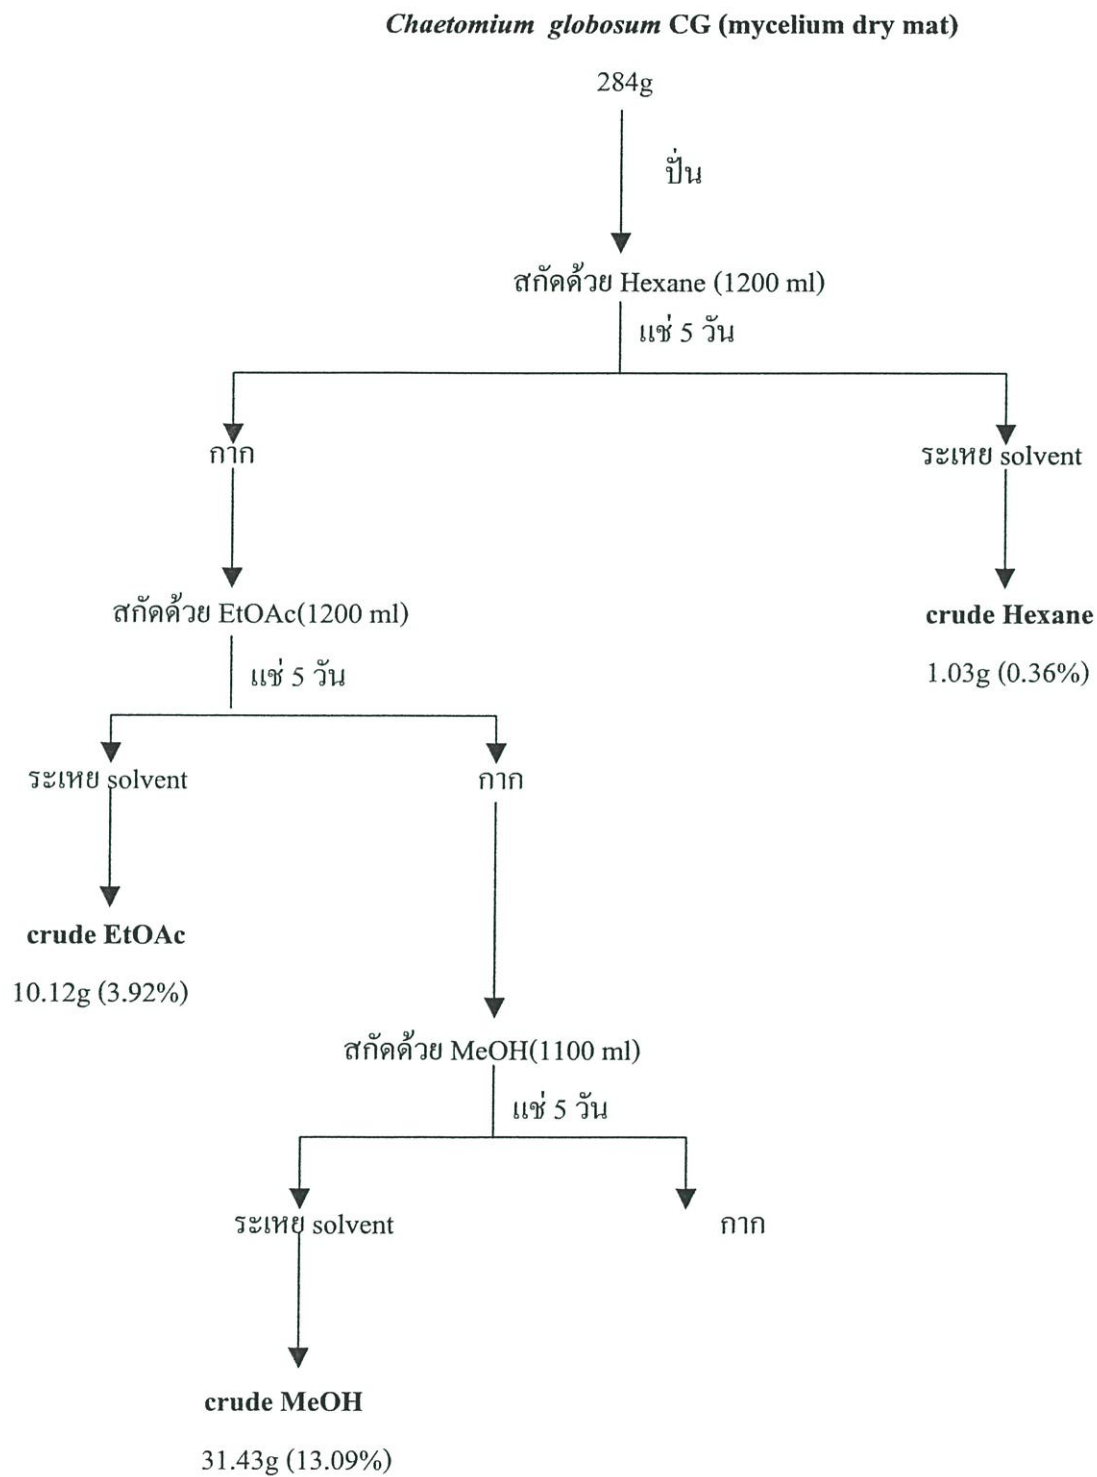 Chaetomium globosum CG (mycelium dry mat)
284g
ปั่น
สกัดด้วย Hexane (1200 ml)
แช่ 5 วัน
กาก
ระเหย solvent
สกัดด้วย EtOAc(1200 ml)
crude Hexane
แช่ 5 วัน
1.03g (0.36%)
ระเหย solvent
กาก
crude EtOAc
10.12g (3.92%)
สกัดด้วย MeOH(1100 ml)
แช่ 5 วัน
ระเหย solvent
กาก
crude MeOH
31.43g (13.09%)